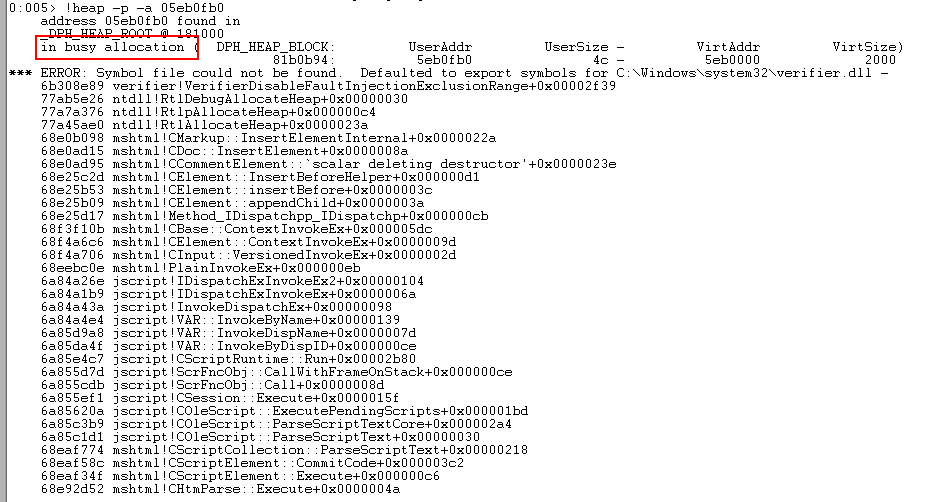 0:005> !heap -p -a 05eb0fb0
address 05eb0fb0 found in
_DPH_HEAP_ROOT @ 181000
in busy allocation ( DPH_HEAP_BLOCK: UserAddr UserSize - VirtAddr VirtSize)
81b0b94: 5eb0fb0 4c - 5eb0000 2000
*** ERROR: Symbol file could not be found. Defaulted to export symbols for C:\Windows\system32\verifier.dll -
6b308e89 verifier!VerifierDisableFaultInjectionExclusionRange+0x00002f39
77ab5e26 ntdll!RtlDebugAllocateHeap+0x00000030
77a7a376 ntdll!RtlpAllocateHeap+0x000000c4
77a45ae0 ntdll!RtlAllocateHeap+0x0000023a
68e0b098 mshtml!CMarkup::InsertElementInternal+0x0000022a
68e0ad15 mshtml!CDoc::InsertElement+0x0000008a
68e0ad95 mshtml!CCommentElement::`scalar deleting destructor'+0x0000023e
68e25c2d mshtml!CElement::InsertBeforeHelper+0x000000d1
68e25b53 mshtml!CElement::insertBefore+0x0000003c
68e25b09 mshtml!CElement::appendChild+0x0000003a
68e25d17 mshtml!Method_IDispatchpp_IDispatchp+0x000000cb
68f3f10b mshtml!CBase::ContextInvokeEx+0x000005dc
68f4a6c6 mshtml!CElement::ContextInvokeEx+0x0000009d
68f4a706 mshtml!CInput::VersionedInvokeEx+0x0000002d
68eebc0e mshtml!PlainInvokeEx+0x000000eb
6a84a26e jscript!IDispatchExInvokeEx2+0x00000104
6a84a1b9 jscript!IDispatchExInvokeEx+0x0000006a
6a84a43a jscript!InvokeDispatchEx+0x00000098
6a84a4e4 jscript!VAR::InvokeByName+0x00000139
6a85d9a8 jscript!VAR::InvokeDispName+0x0000007d
6a85da4f jscript!VAR::InvokeByDispID+0x000000ce
6a85e4c7 jscript!CScriptRuntime::Run+0x00002b80
6a855d7d jscript!ScrFncObj::CallWithFrameOnStack+0x000000ce
6a855cdb jscript!ScrFncObj::Call+0x0000008d
6a855ef1 jscript!CSession::Execute+0x0000015f
6a85620a jscript!COleScript::ExecutePendingScripts+0x000001bd
6a85c3b9 jscript!COleScript::ParseScriptTextCore+0x000002a4
6a85c1d1 jscript!COleScript::ParseScriptText+0x00000030
68eaf774 mshtml!CScriptCollection::ParseScriptText+0x00000218
68eaf58c mshtml!CScriptElement::CommitCode+0x000003c2
68eaf34f mshtml!CScriptElement::Execute+0x000000c6
68e92d52 mshtml!CHtmParse::Execute+0x0000004a